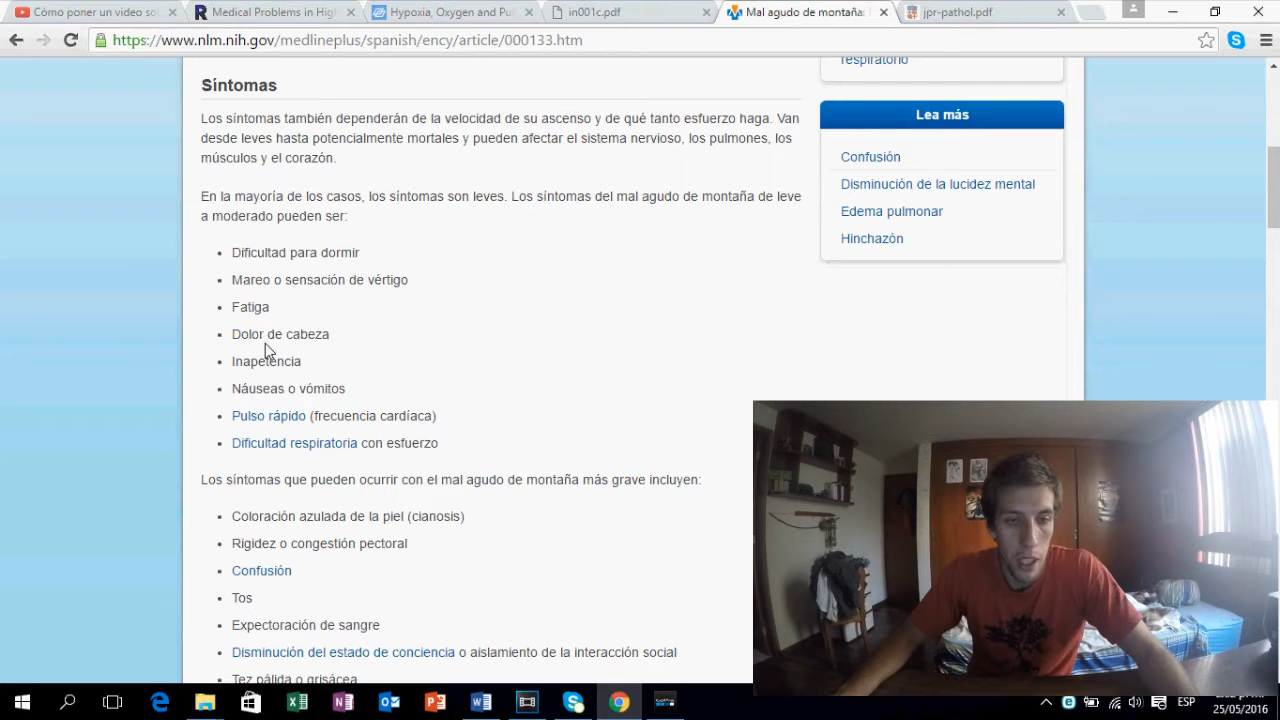 Cómo poner un video so
Medical Problems in High
Hypoxia, Oxygen and Pul
in001c.pdf
Mal agudo de montaña:
jpr-pathol.pdf
https://www.nlm.nih.gov/medlineplus/spanish/ency/article/000133.htm
respiratorio
Síntomas
Lea más
Los síntomas también dependerán de la velocidad de su ascenso y de qué tanto esfuerzo haga. Van
desde leves hasta potencialmente mortales y pueden afectar el sistema nervioso, los pulmones, los
músculos y el corazón.
Confusión
Disminución de la lucidez mental
Edema pulmonar
Hinchazón
En la mayoría de los casos, los síntomas son leves. Los síntomas del mal agudo de montaña de leve
a moderado pueden ser:
Dificultad para dormir
Mareo o sensación de vértigo
Fatiga
Dolor de cabeza
Inapetencia
Náuseas o vómitos
Pulso rápido (frecuencia cardíaca)
Dificultad respiratoria con esfuerzo
Los síntomas que pueden ocurrir con el mal agudo de montaña más grave incluyen:
Coloración azulada de la piel (cianosis)
Rigidez o congestión pectoral
Confusión
Tos
Expectoración de sangre
Disminución del estado de conciencia o aislamiento de la interacción social
Tez pálida o grisácea
ESP
25/05/2016